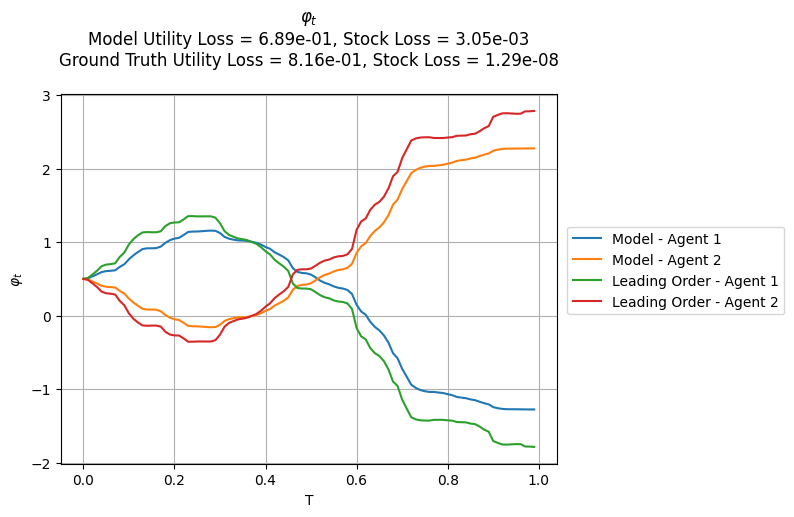 φₜ
Model Utility Loss = 6.89e-01, Stock Loss = 3.05e-03
Ground Truth Utility Loss = 8.16e-01, Stock Loss = 1.29e-08
3
2
1
0
−1
−2
φₜ
0.0 0.2 0.4 0.6 0.8 1.0
T
Model - Agent 1
Model - Agent 2
Leading Order - Agent 1
Leading Order - Agent 2